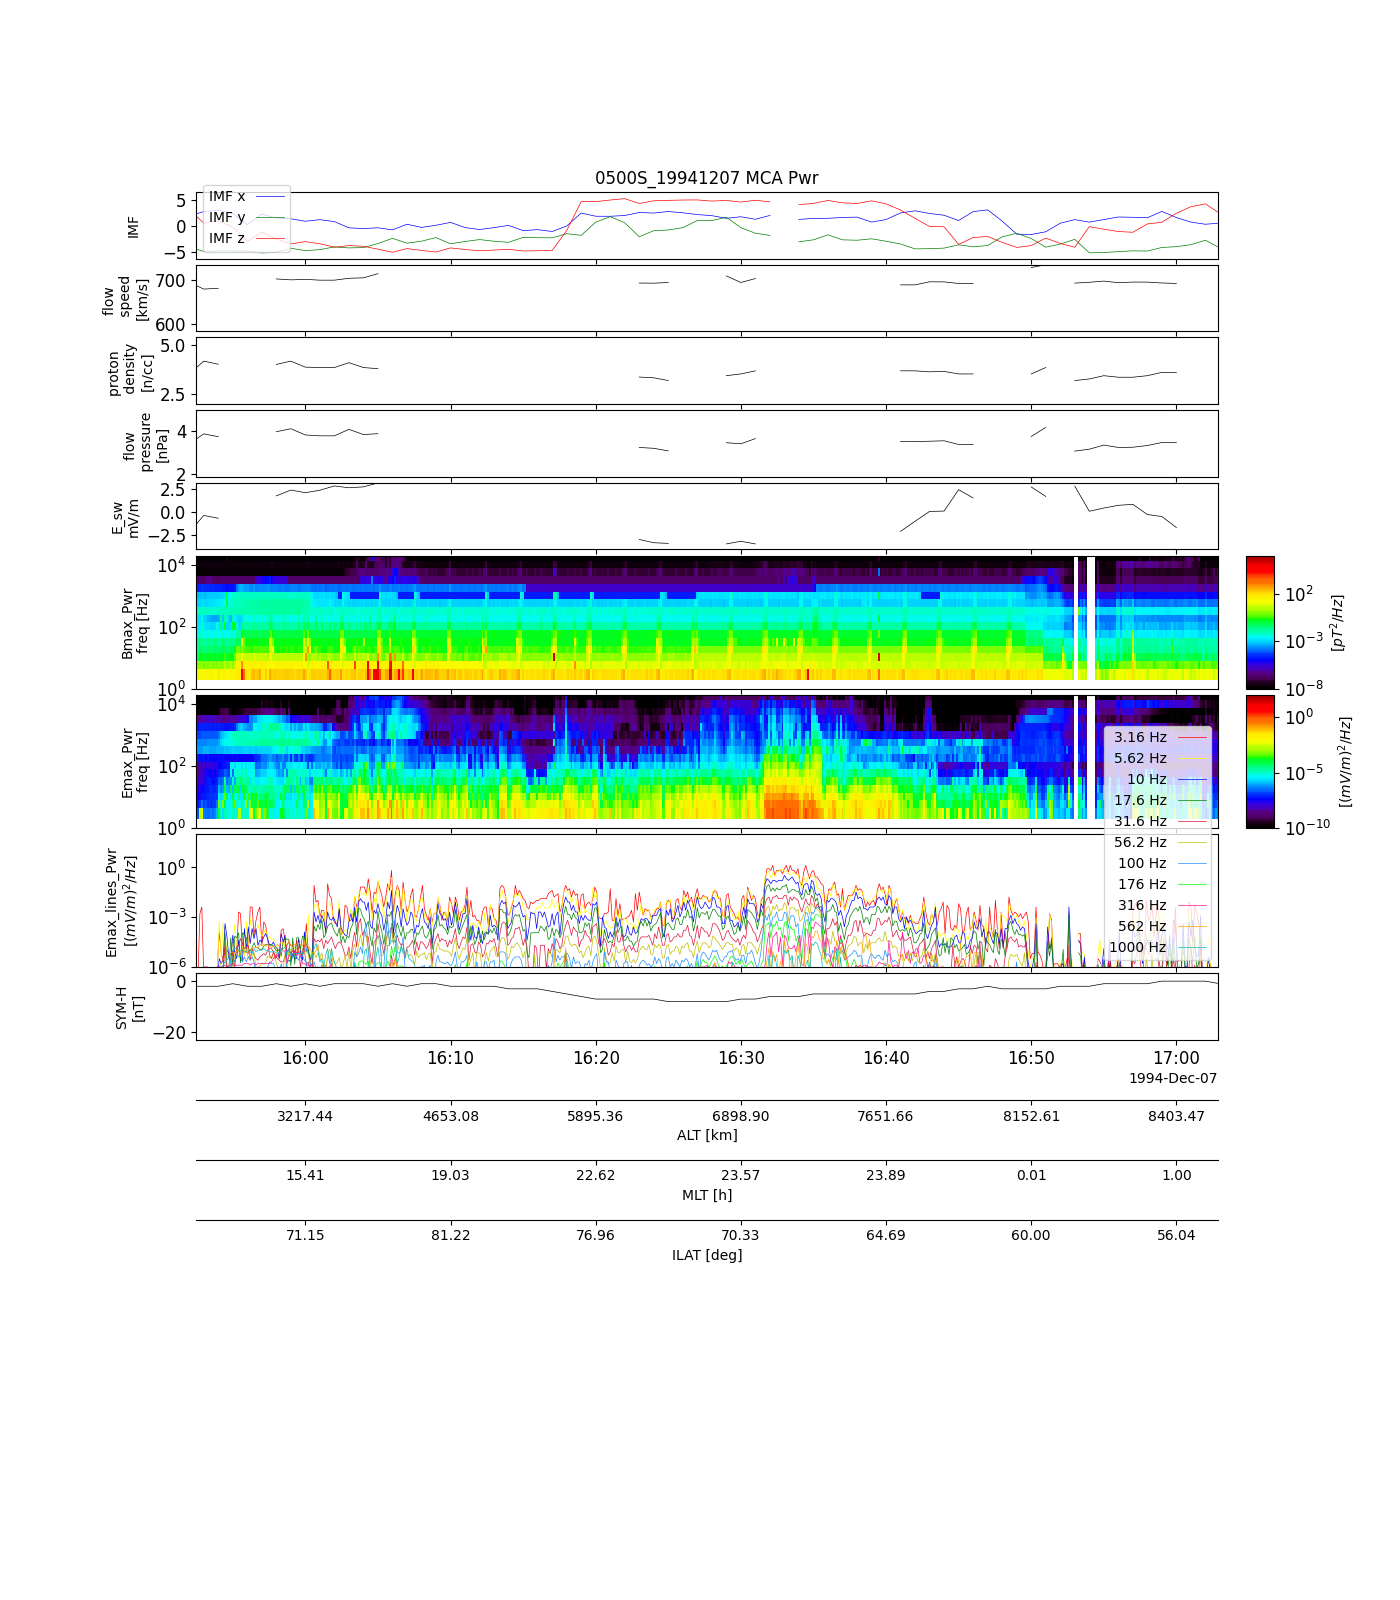 0500S_19941207 MCA Pwr
IMF
5
0
−5
IMF x
IMF y
IMF z
flow
speed
[km/s]
700
600
proton
density
[n/cc]
5.0
2.5
flow
pressure
[nPa]
4
2
E_sw
mV/m
2.5
0.0
−2.5
Bmax_Pwr
freq [Hz]
10^4
10^2
10^0
10^2
10^−3
10^−8
[pT^2/Hz]
Emax_Pwr
freq [Hz]
10^4
10^2
10^0
10^0
10^−5
10^−10
[(mV/m)^2/Hz]
3.16 Hz
5.62 Hz
10 Hz
17.6 Hz
31.6 Hz
56.2 Hz
100 Hz
176 Hz
316 Hz
562 Hz
1000 Hz
Emax_lines_Pwr
[(mV/m)^2/Hz]
10^0
10^−3
10^−6
SYM-H
[nT]
0
−20
16:00 16:10 16:20 16:30 16:40 16:50 17:00
1994-Dec-07
3217.44 4653.08 5895.36 6898.90 7651.66 8152.61 8403.47
ALT [km]
15.41 19.03 22.62 23.57 23.89 0.01 1.00
MLT [h]
71.15 81.22 76.96 70.33 64.69 60.00 56.04
ILAT [deg]